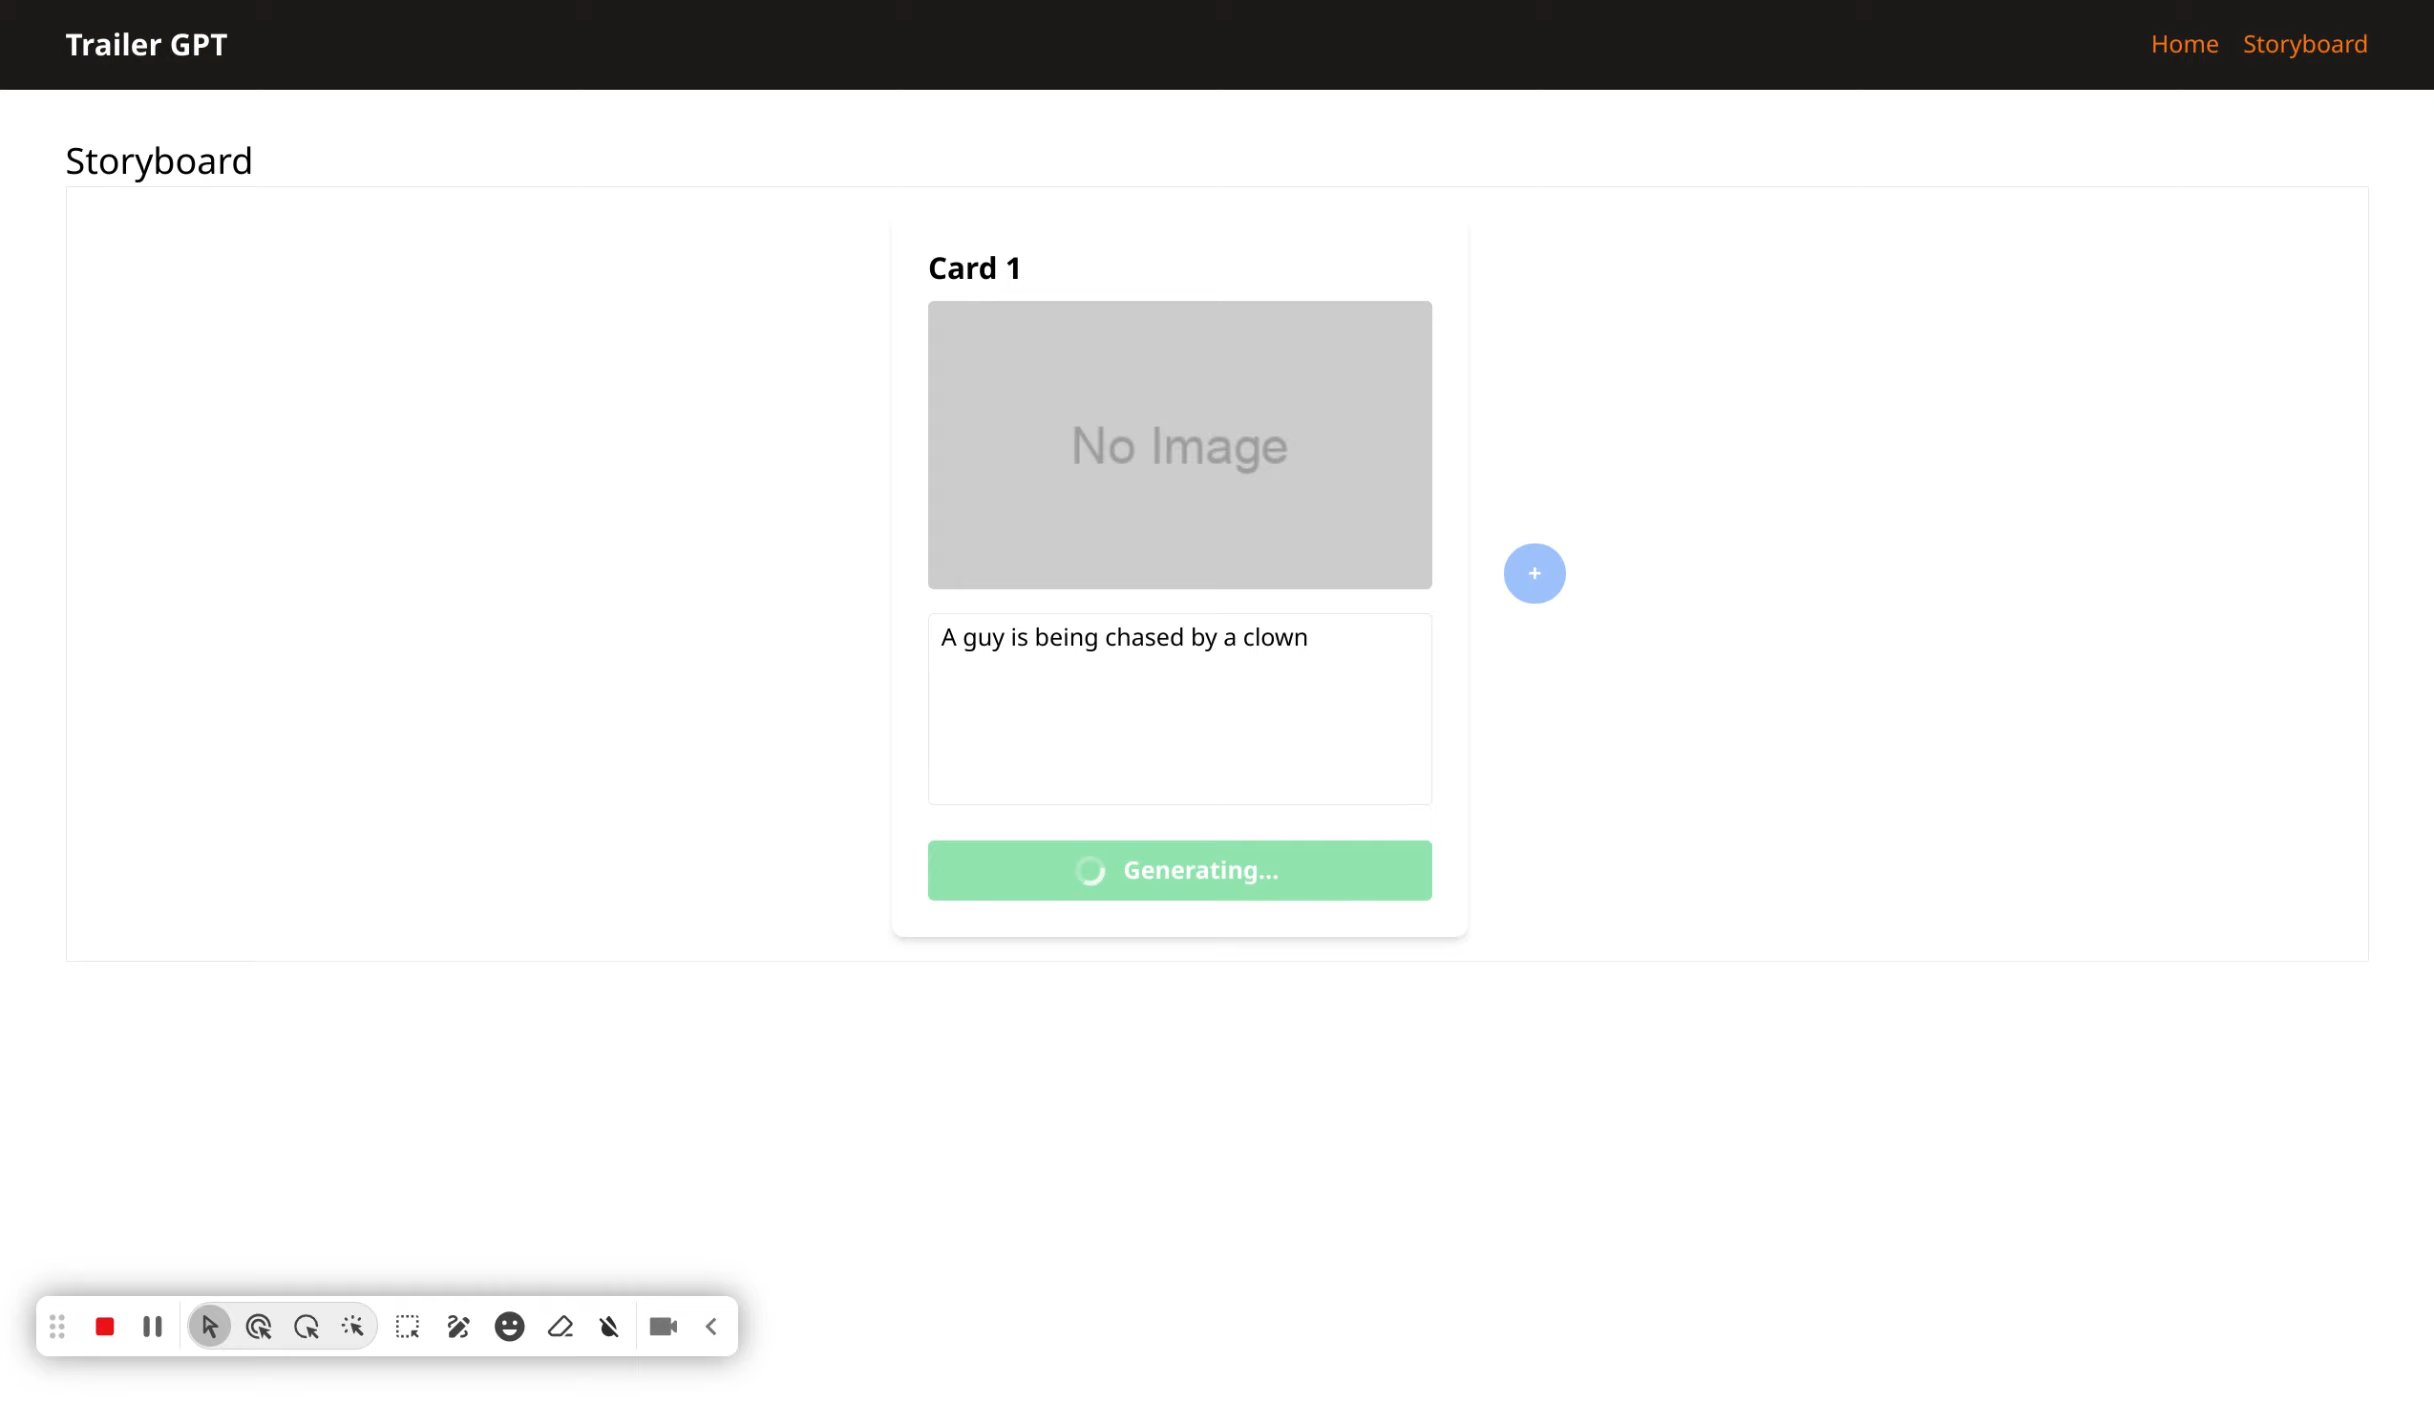 Trailer GPT
Home Storyboard
Storyboard
Card 1
No Image
+
A guy is being chased by a clown
Generating...